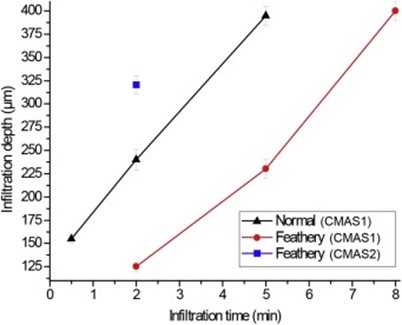 400
375
350
325
300
275
250
225
200
175
150
125
Infiltration depth (µm)
0 1 2 3 4 5 6 7 8
Infiltration time (min)
Normal (CMAS1)
Feathery (CMAS1)
Feathery (CMAS2)